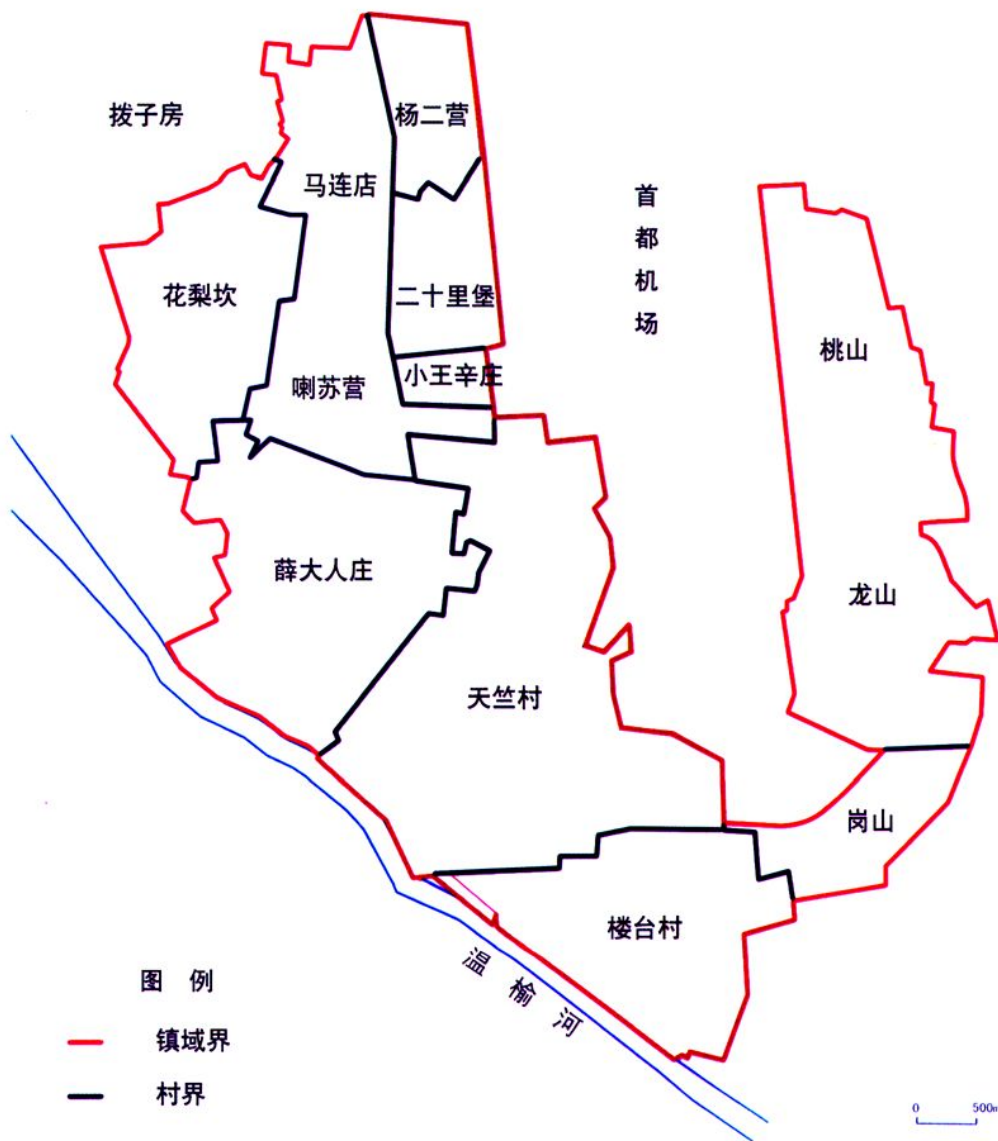 拨子房
杨二营
马连店
首都机场
花梨坎
二十里堡
桃山
小王辛庄
喇苏营
薛大人庄
龙山
天竺村
岗山
楼台村
温榆河
图 例
镇域界
村界
0 500m